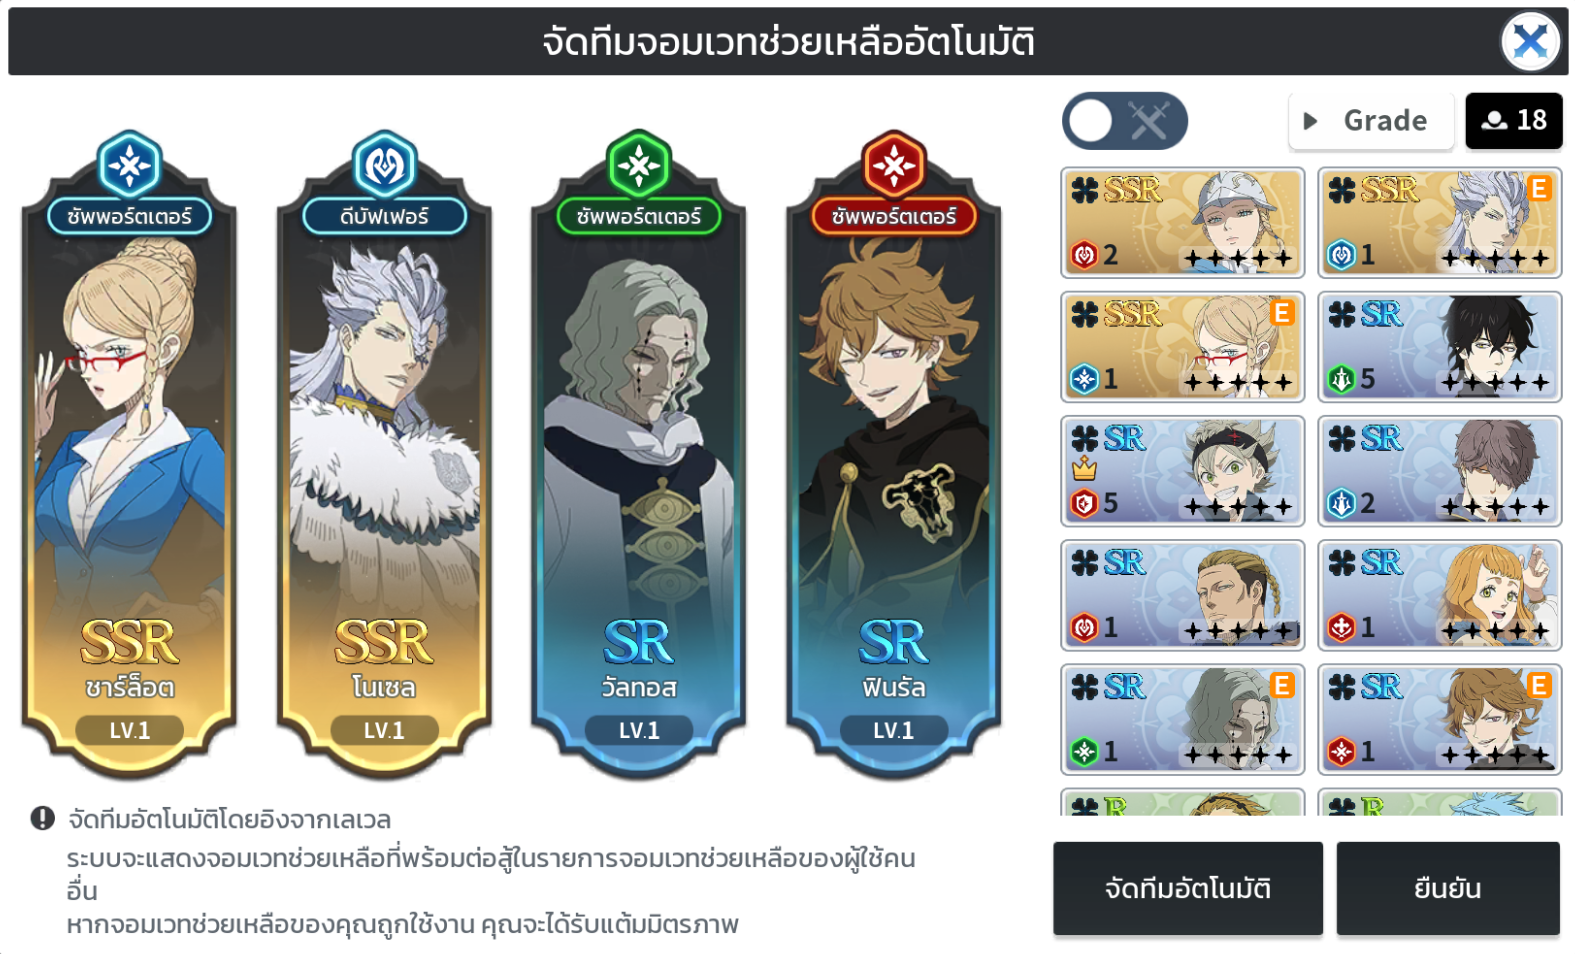 จัดทีมจอมเวทช่วยเหลืออัตโนมัติ
Grade
18
ซัพพอร์ตเตอร์
ดีบัฟเฟอร์
ซัพพอร์ตเตอร์
ซัพพอร์ตเตอร์
SSR
ชาร์ล็อต
LV.1
SSR
โนเซล
LV.1
SR
วัลทอส
LV.1
SR
ฟินรัล
LV.1
SSR
2
SSR
E
1
SSR
E
1
SR
5
SR
5
SR
2
SR
1
SR
1
SR
E
1
SR
E
1
R
R
จัดทีมอัตโนมัติโดยอิงจากเลเวล
ระบบจะแสดงจอมเวทช่วยเหลือที่พร้อมต่อสู้ในรายการจอมเวทช่วยเหลือของผู้ใช้คน
อื่น
หากจอมเวทช่วยเหลือของคุณถูกใช้งาน คุณจะได้รับแต้มมิตรภาพ
จัดทีมอัตโนมัติ
ยืนยัน